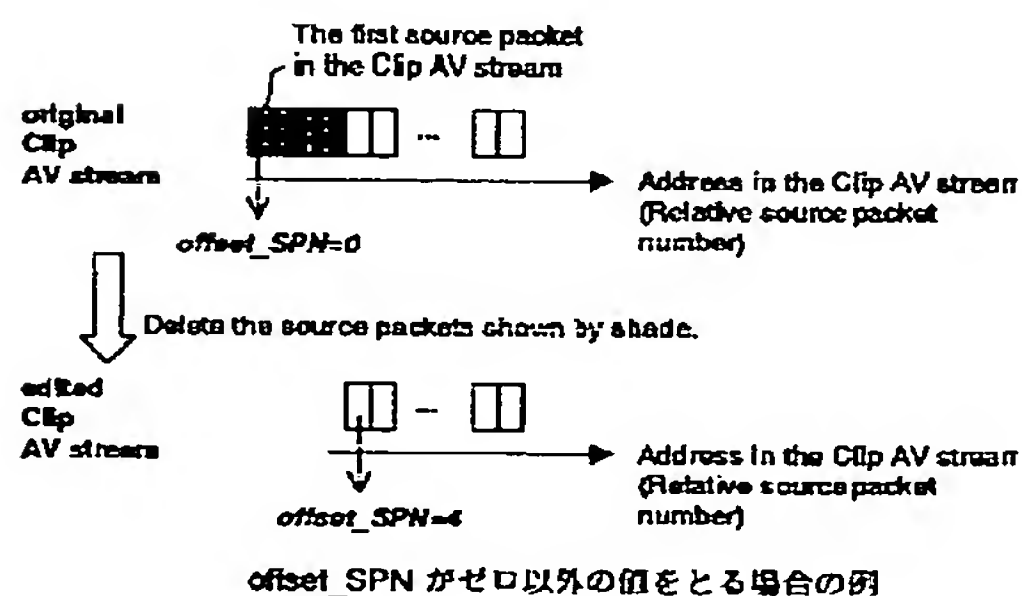 The first source packet
in the Clip AV stream
original
Clip
AV stream
...
Address in the Clip AV stream
(Relative source packet
number)
offset_SPN=0
Delete the source packets shown by shade.
edited
Clip
AV stream
...
Address in the Clip AV stream
(Relative source packet
number)
offset_SPN=4
offset_SPN がゼロ以外の値をとる場合の例